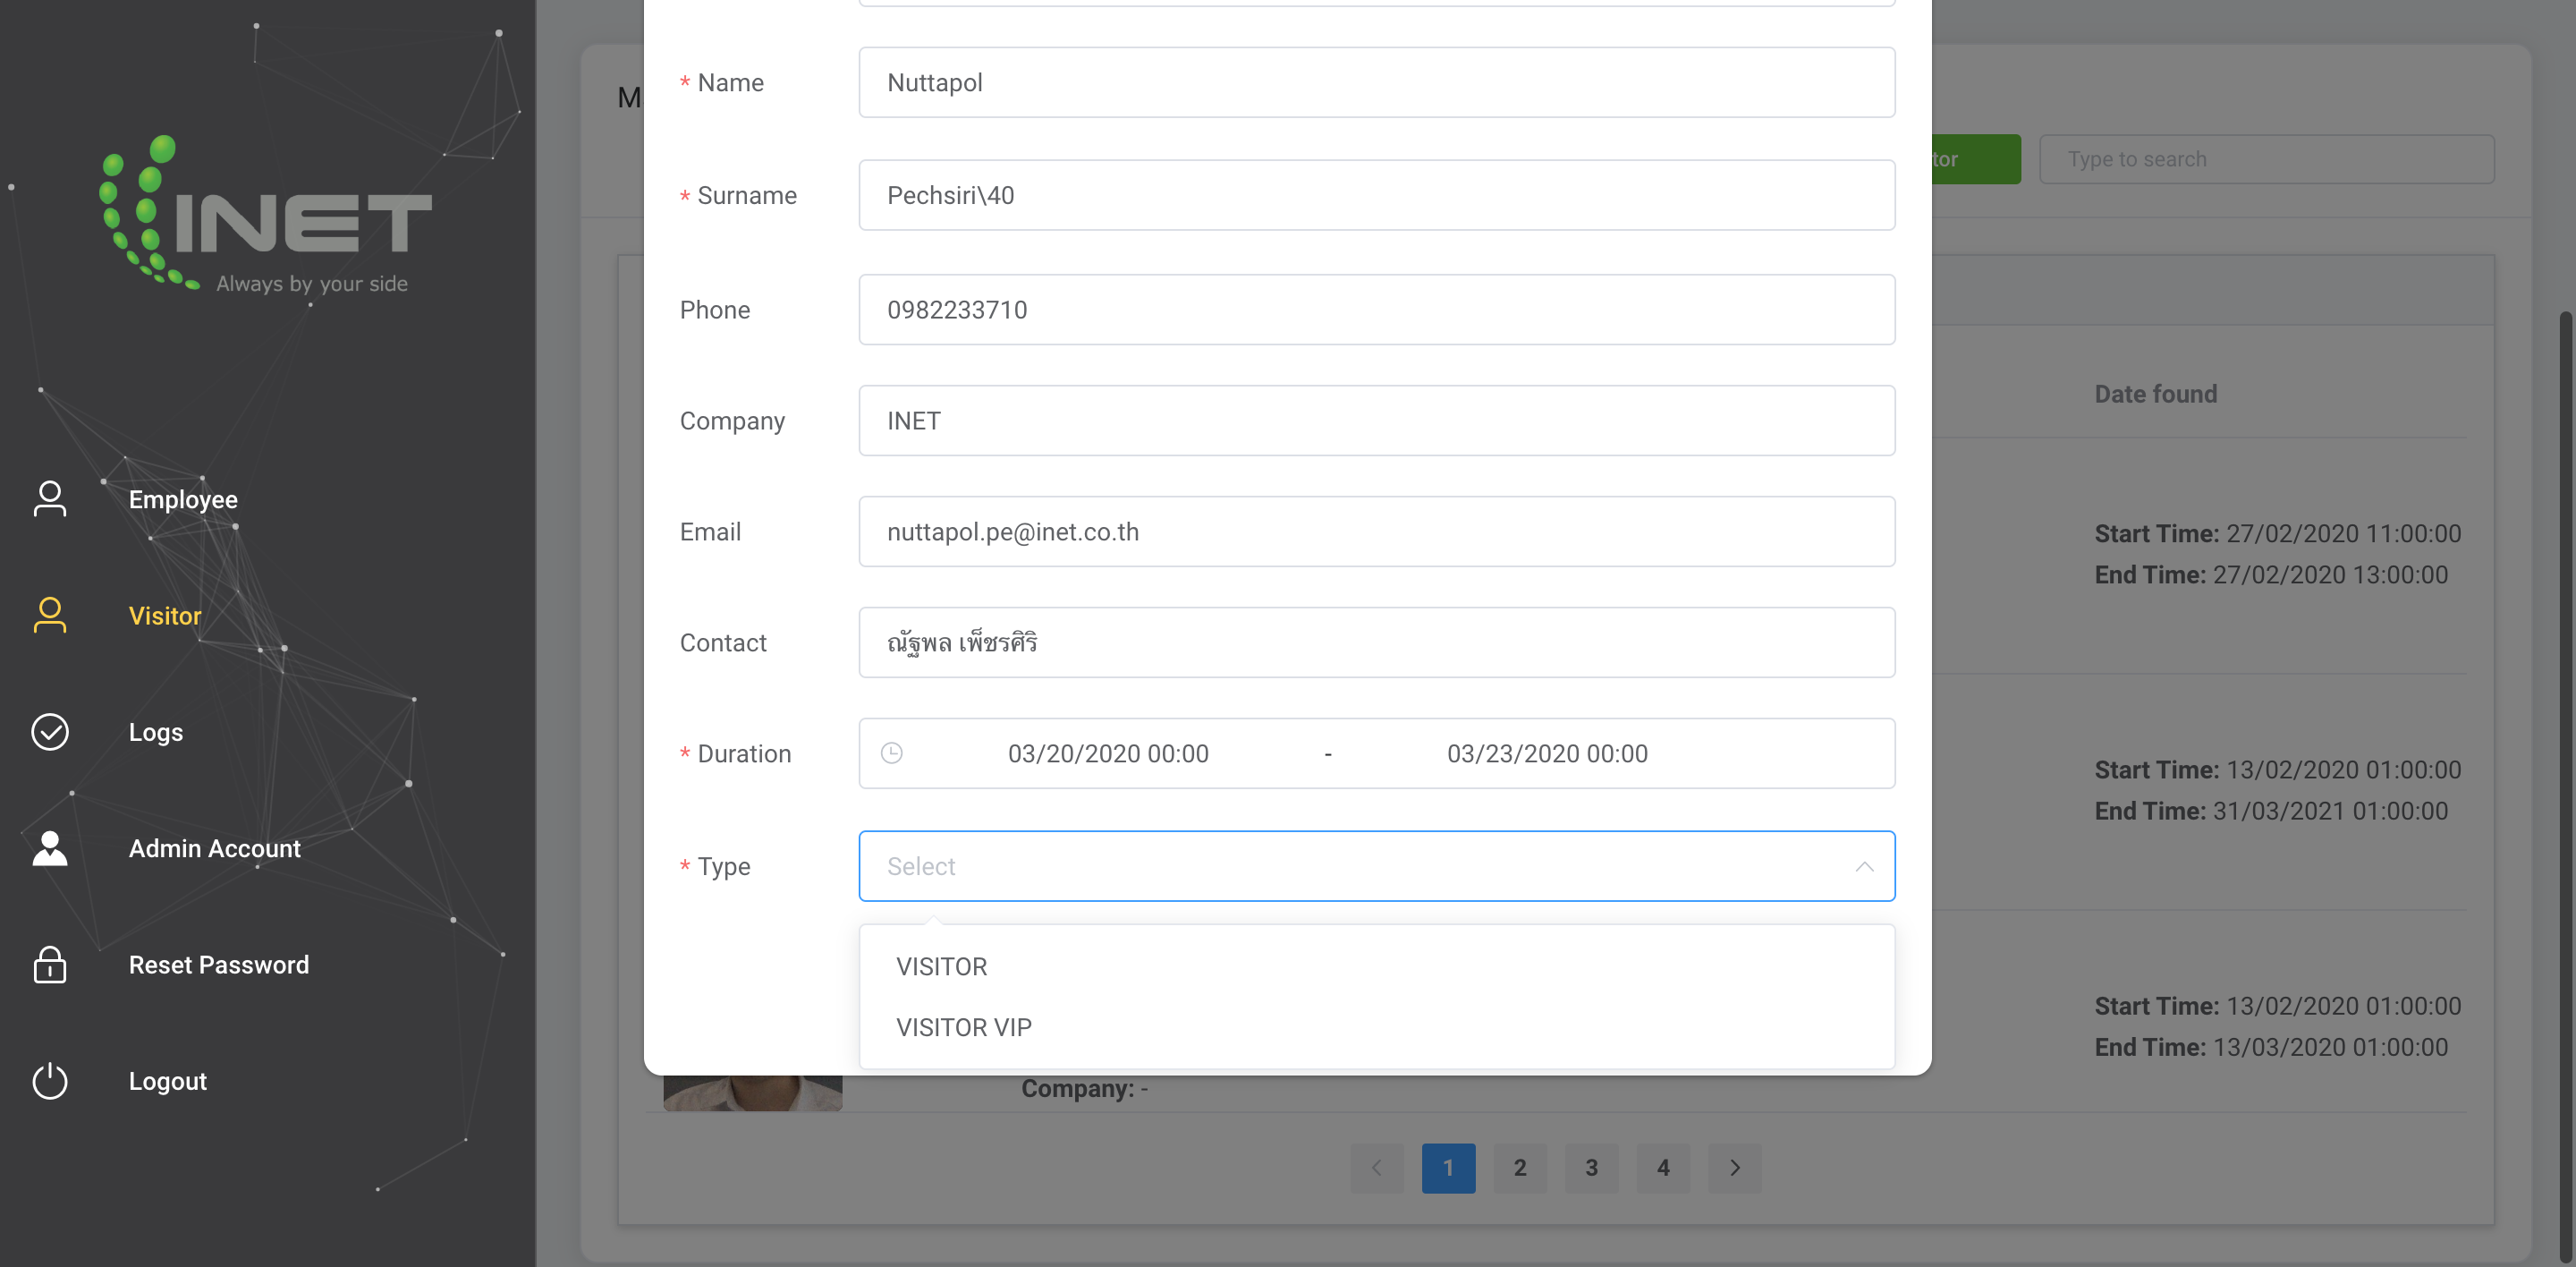 INET
Always by your side
Employee
Visitor
Logs
Admin Account
Reset Password
Logout
* Name Nuttapol
* Surname Pechsiri\40
Phone 0982233710
Company INET
Email nuttapol.pe@inet.co.th
Contact ณัฐพล เพ็ชรศิริ
* Duration 03/20/2020 00:00 - 03/23/2020 00:00
* Type Select
VISITOR
VISITOR VIP
M
tor
Type to search
Date found
Start Time: 27/02/2020 11:00:00
End Time: 27/02/2020 13:00:00
Start Time: 13/02/2020 01:00:00
End Time: 31/03/2021 01:00:00
Start Time: 13/02/2020 01:00:00
End Time: 13/03/2020 01:00:00
Company: -
1 2 3 4